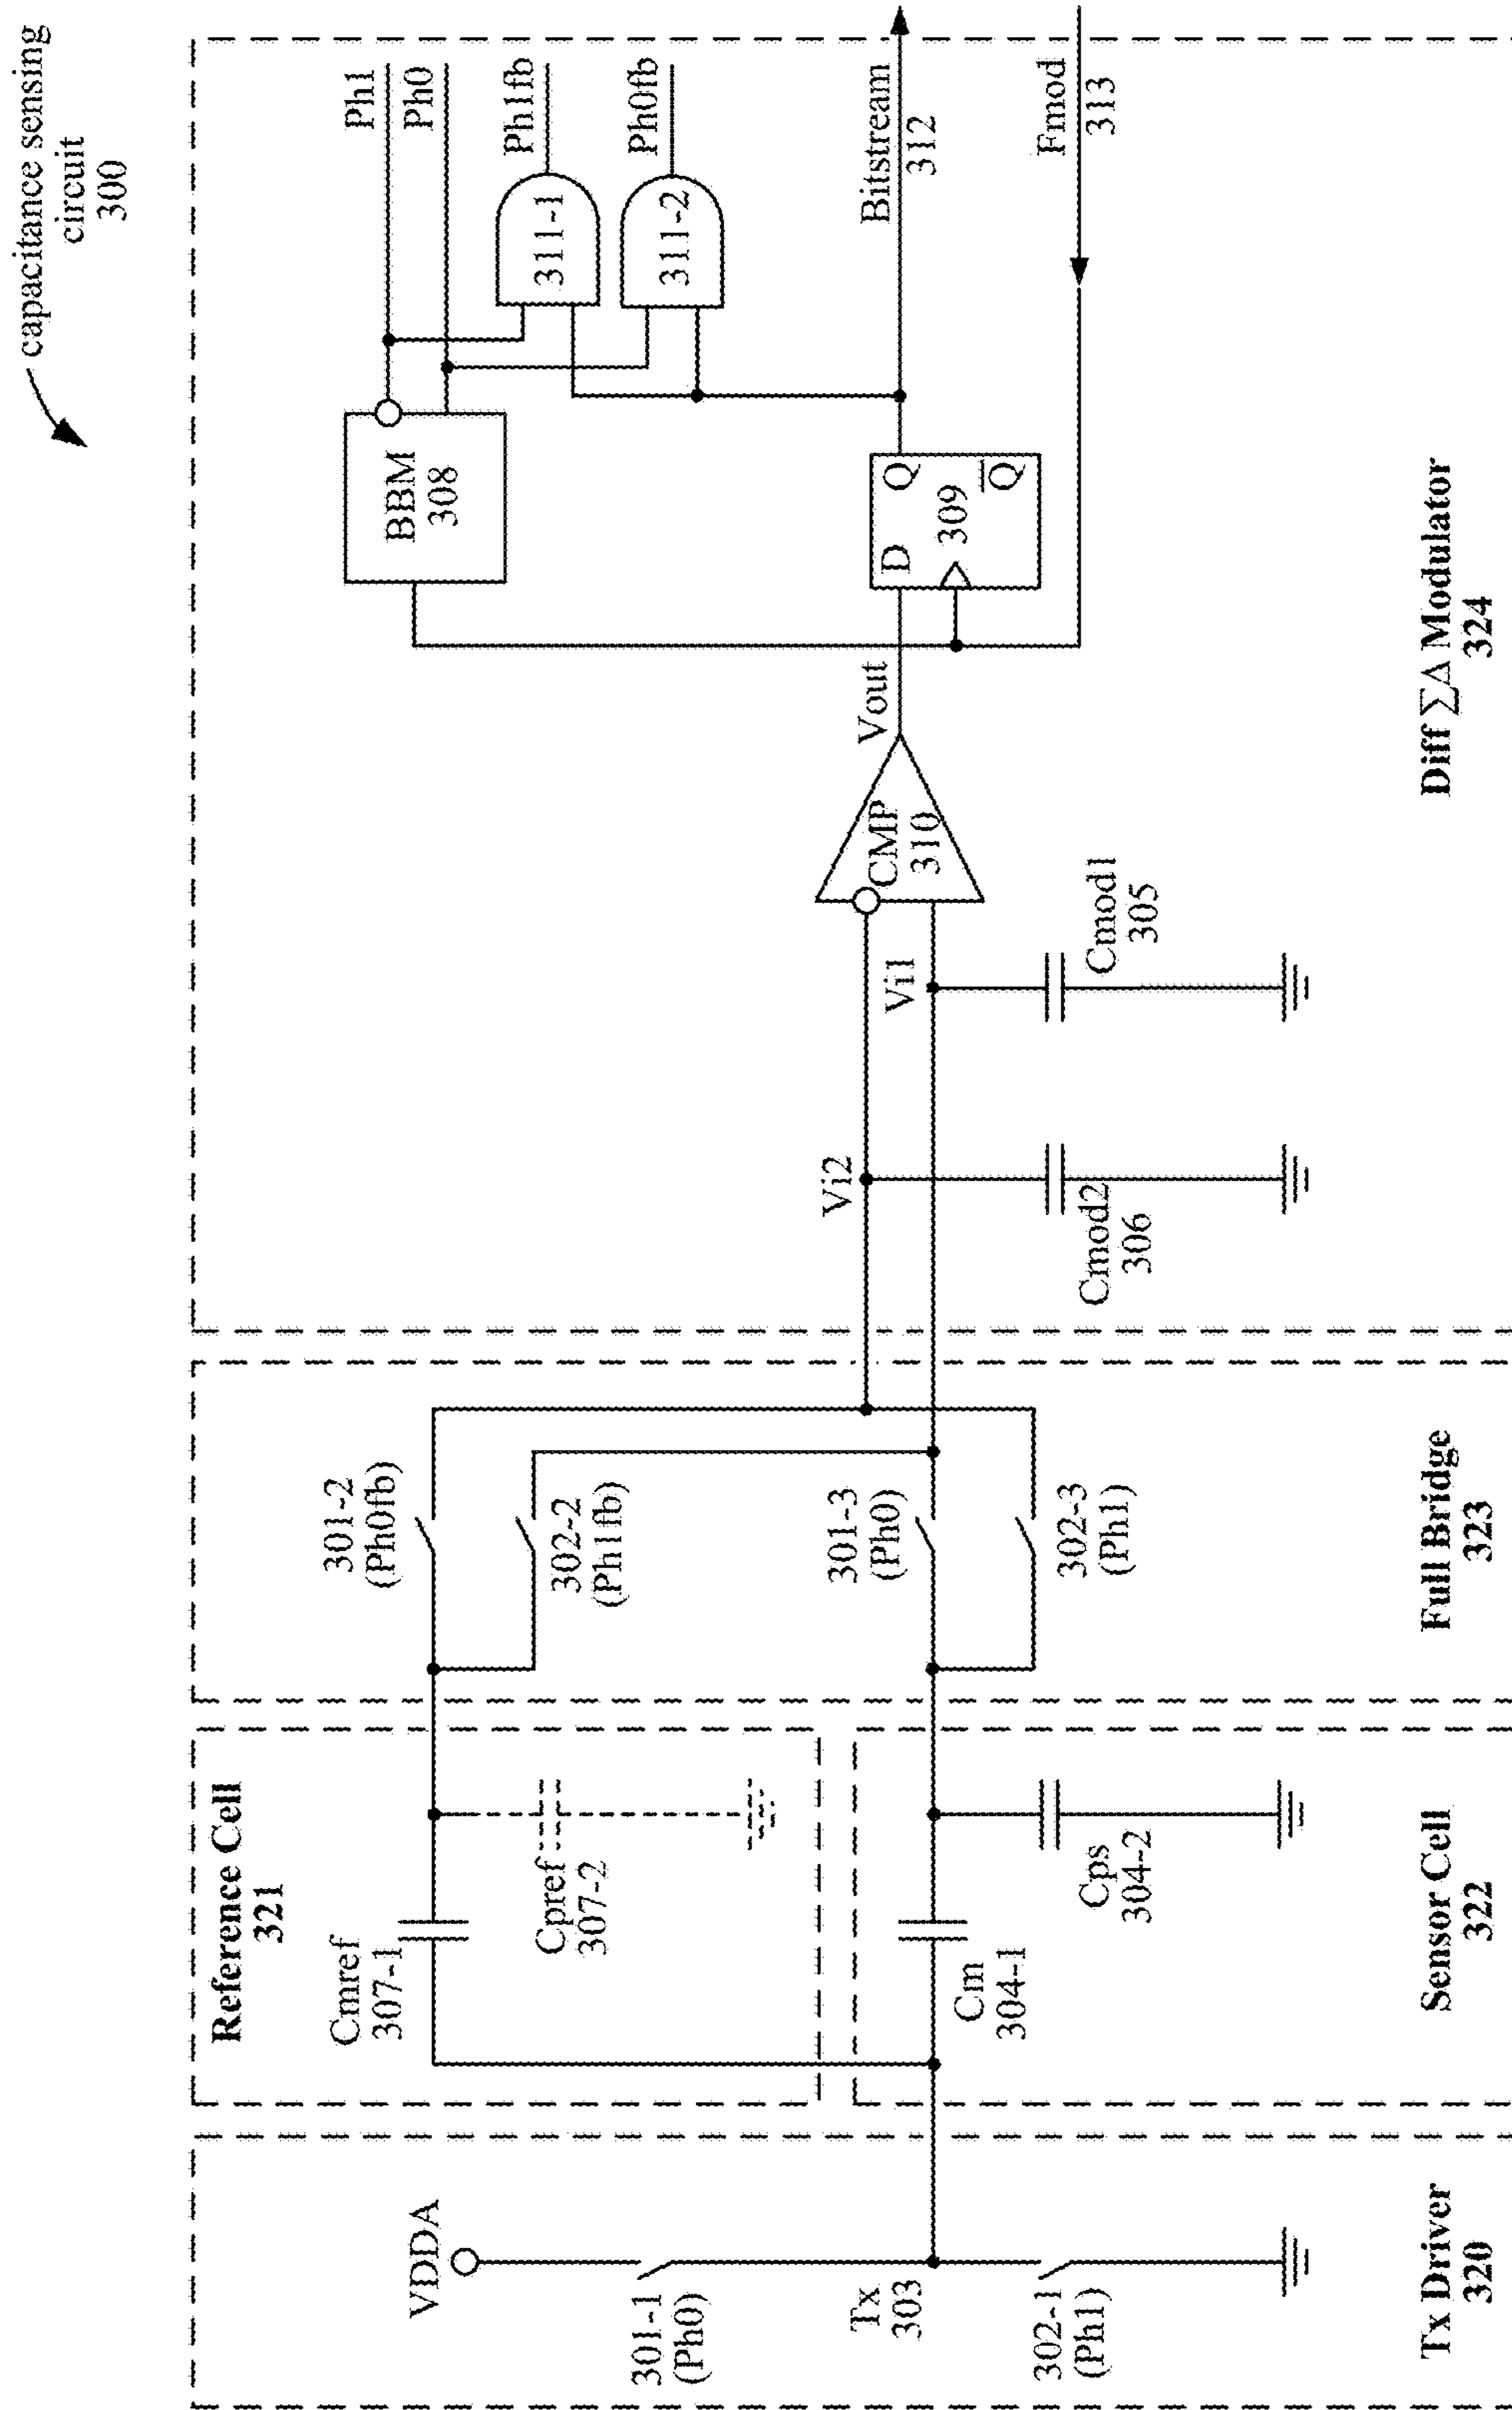 capacitance sensing
circuit
300
VDDA
301-1
(Ph0)
Tx
303
302-1
(Ph1)
Tx Driver
320
Reference Cell
321
Cmref
307-1
Cpref
307-2
Cm
304-1
Cps
304-2
Sensor Cell
322
301-2
(Ph0fb)
302-2
(Ph1fb)
301-3
(Ph0)
302-3
(Ph1)
Full Bridge
323
Vi2
Cmod2
306
Vi1
Cmod1
305
CMP
310
Vout
BBM
308
D
Q
309
Q̅
311-1
311-2
Ph1
Ph0
Ph1fb
Ph0fb
Bitstream
312
Fmod
313
Diff ΣΔ Modulator
324